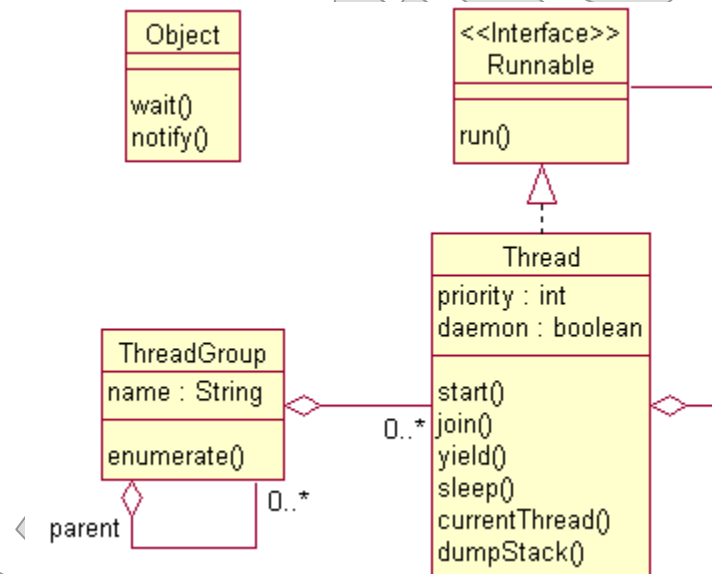 Object
wait()
notify()
<<Interface>>
Runnable
run()
Thread
priority : int
daemon : boolean
start()
join()
yield()
sleep()
currentThread()
dumpStack()
ThreadGroup
name : String
enumerate()
0..*
0..*
parent